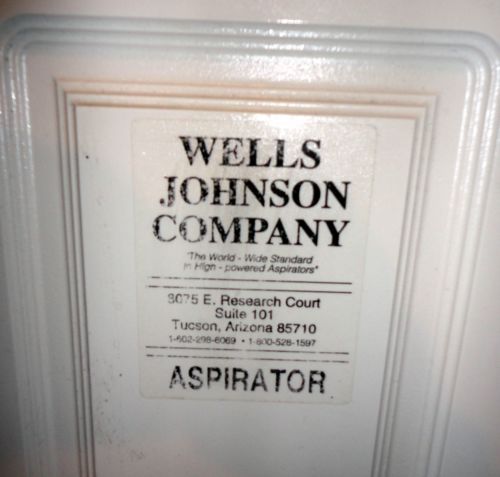 WELLS
JOHNSON
COMPANY
"The World - Wide Standard
in High - powered Aspirators"
8075 E. Research Court
Suite 101
Tucson, Arizona 85710
1-602-298-6069 • 1-800-528-1597
ASPIRATOR